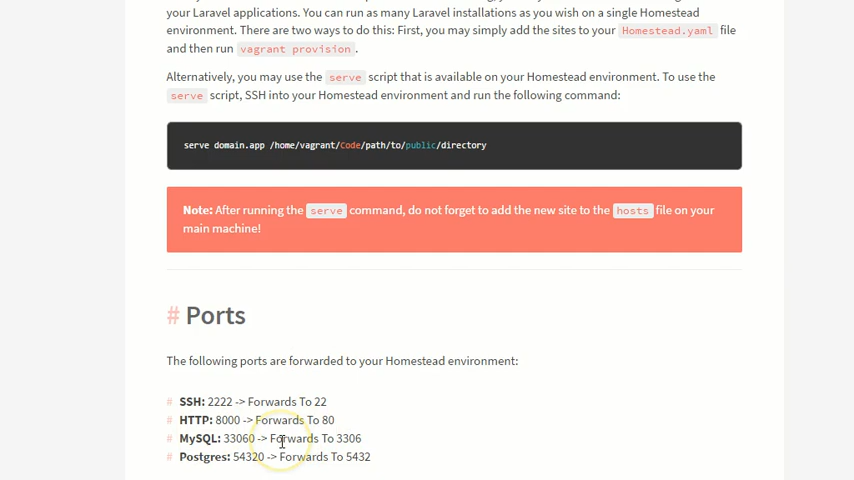 your Laravel applications. You can run as many Laravel installations as you wish on a single Homestead
environment. There are two ways to do this: First, you may simply add the sites to your Homestead.yaml file
and then run vagrant provision .
Alternatively, you may use the serve script that is available on your Homestead environment. To use the
serve script, SSH into your Homestead environment and run the following command:
serve domain.app /home/vagrant/Code/path/to/public/directory
Note: After running the serve command, do not forget to add the new site to the hosts file on your
main machine!
# Ports
The following ports are forwarded to your Homestead environment:
# SSH: 2222 -> Forwards To 22
# HTTP: 8000 -> Forwards To 80
# MySQL: 33060 -> Forwards To 3306
# Postgres: 54320 -> Forwards To 5432